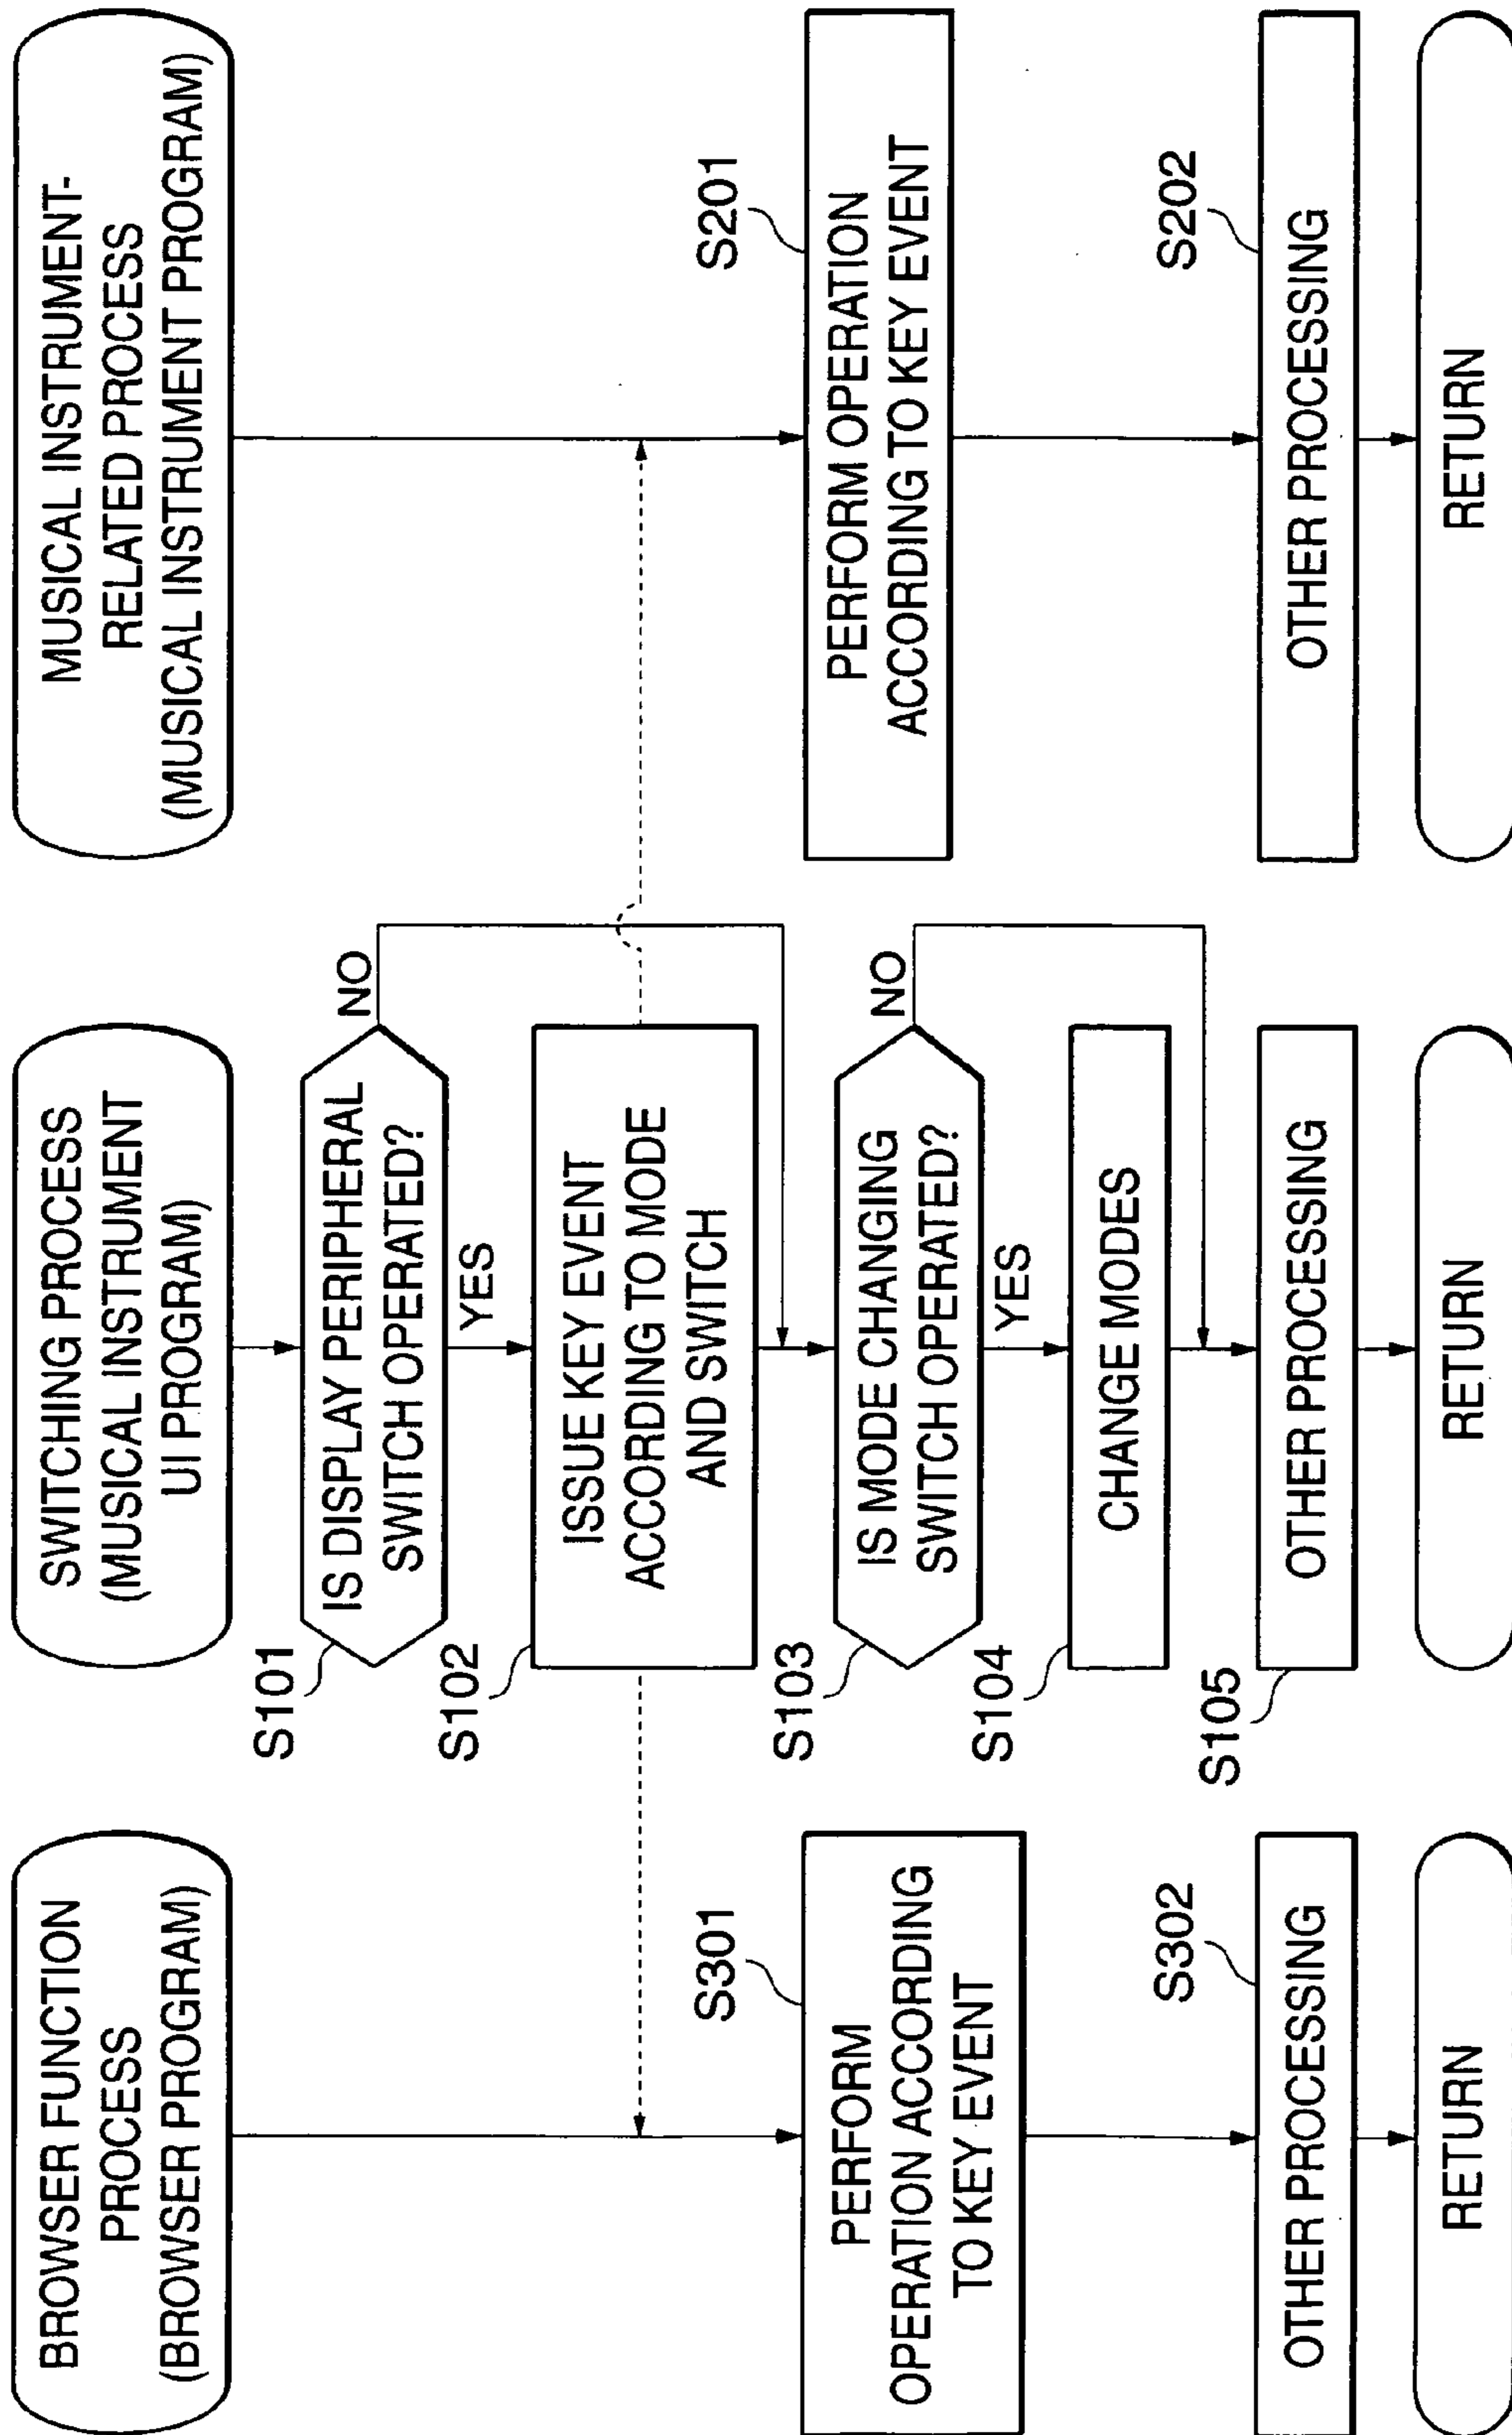 BROWSER FUNCTION
PROCESS
(BROWSER PROGRAM)
S301
PERFORM
OPERATION ACCORDING
TO KEY EVENT
S302
OTHER PROCESSING
RETURN
SWITCHING PROCESS
(MUSICAL INSTRUMENT
UI PROGRAM)
S101
IS DISPLAY PERIPHERAL
SWITCH OPERATED?
NO
YES
S102
ISSUE KEY EVENT
ACCORDING TO MODE
AND SWITCH
S103
IS MODE CHANGING
SWITCH OPERATED?
NO
YES
S104
CHANGE MODES
S105
OTHER PROCESSING
RETURN
MUSICAL INSTRUMENT-
RELATED PROCESS
(MUSICAL INSTRUMENT PROGRAM)
S201
PERFORM OPERATION
ACCORDING TO KEY EVENT
S202
OTHER PROCESSING
RETURN